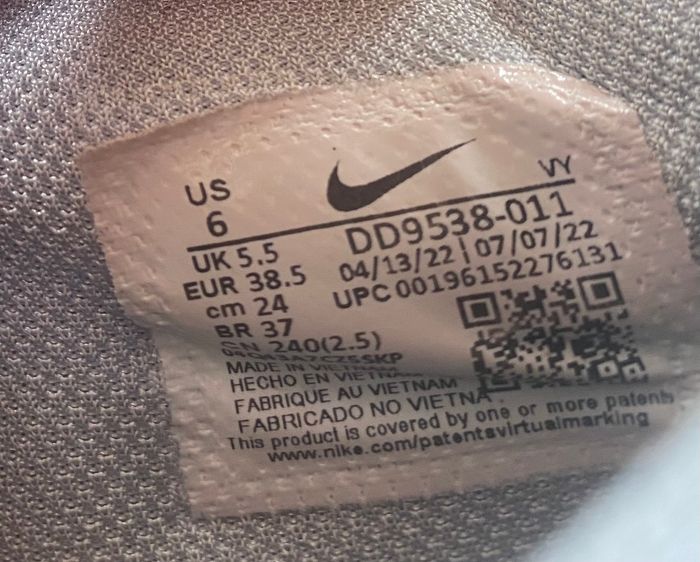 US
6
VY
UK 5.5
EUR 38.5
cm 24
BR 37
CN 240(2.5)
DD9538-011
04/13/22 | 07/07/22
UPC 00196152276131
MADE IN VIETNAM
HECHO EN VIETNAM
FABRIQUE AU VIETNAM
FABRICADO NO VIETNA
This product is covered by one or more patents
www.nike.com/patentsvirtualmarking